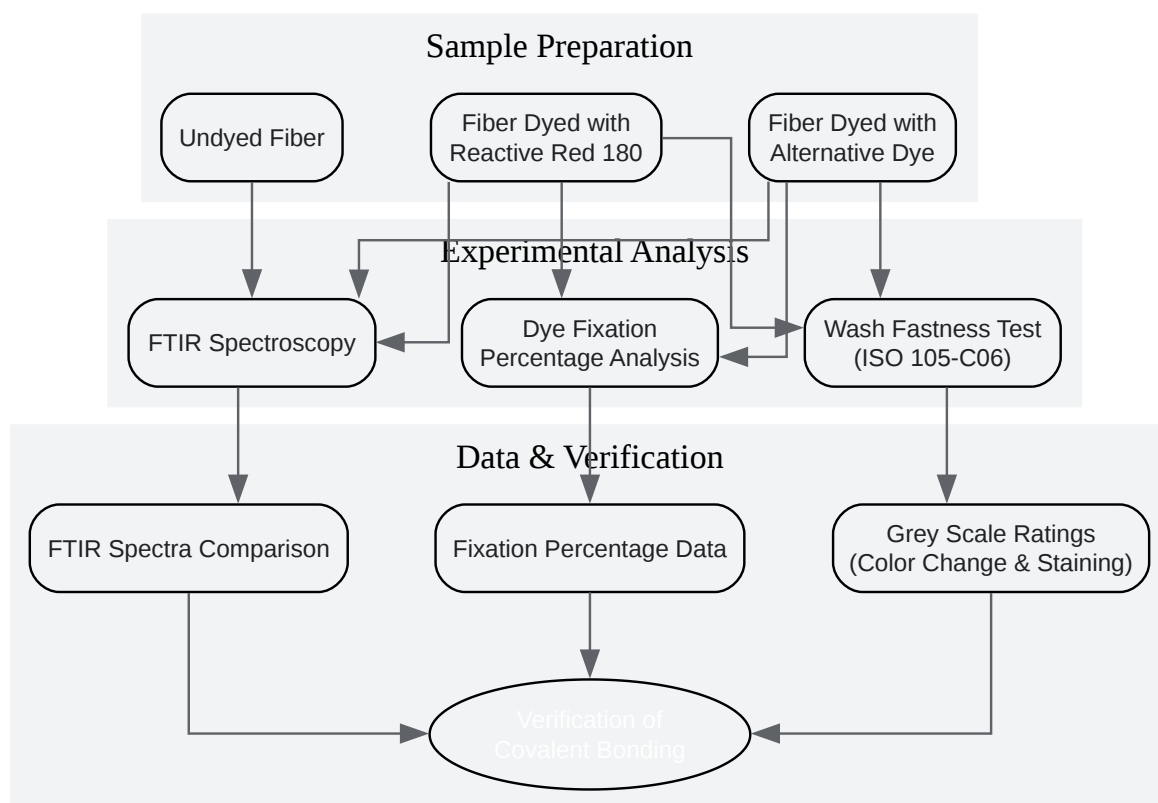 Sample Preparation
Undyed Fiber
Fiber Dyed with
Reactive Red 180
Fiber Dyed with
Alternative Dye
Experimental Analysis
FTIR Spectroscopy
Dye Fixation
Percentage Analysis
Wash Fastness Test
(ISO 105-C06)
Data & Verification
FTIR Spectra Comparison
Fixation Percentage Data
Grey Scale Ratings
(Color Change & Staining)
Verification of
Covalent Bonding